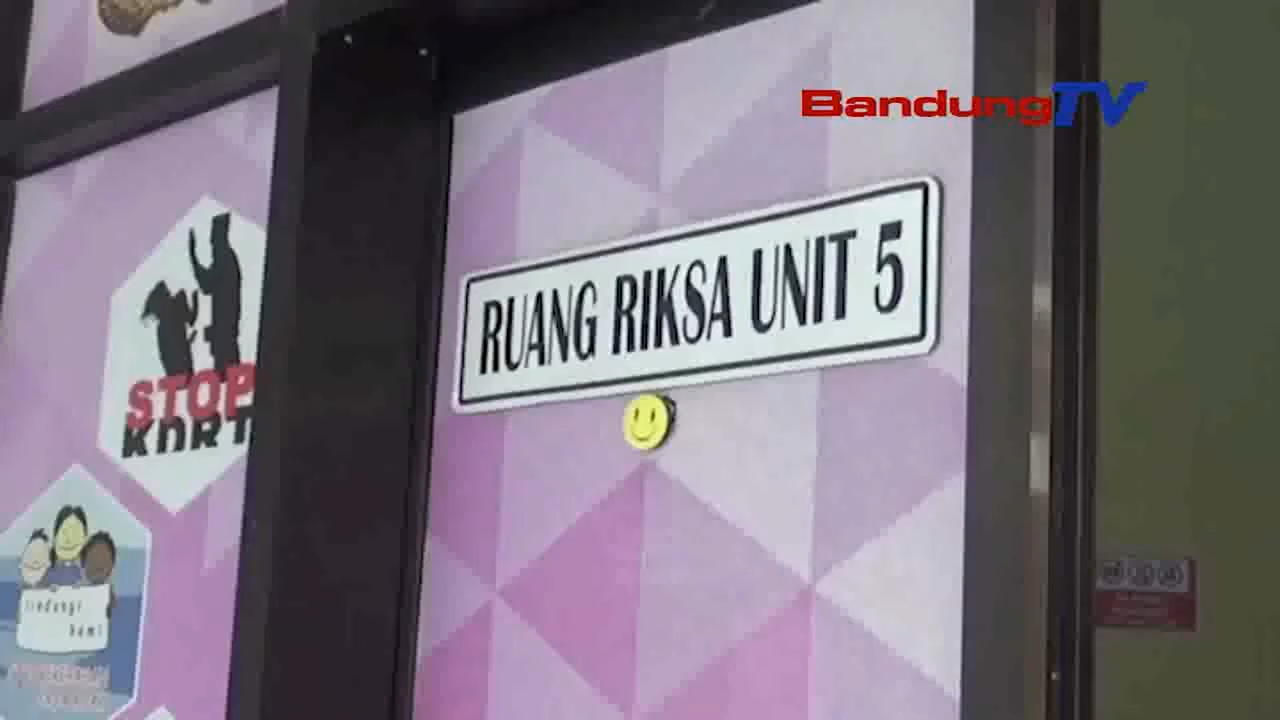 BandungTV
RUANG RIKSA UNIT 5
STOP
KDRT
lindungi
kami